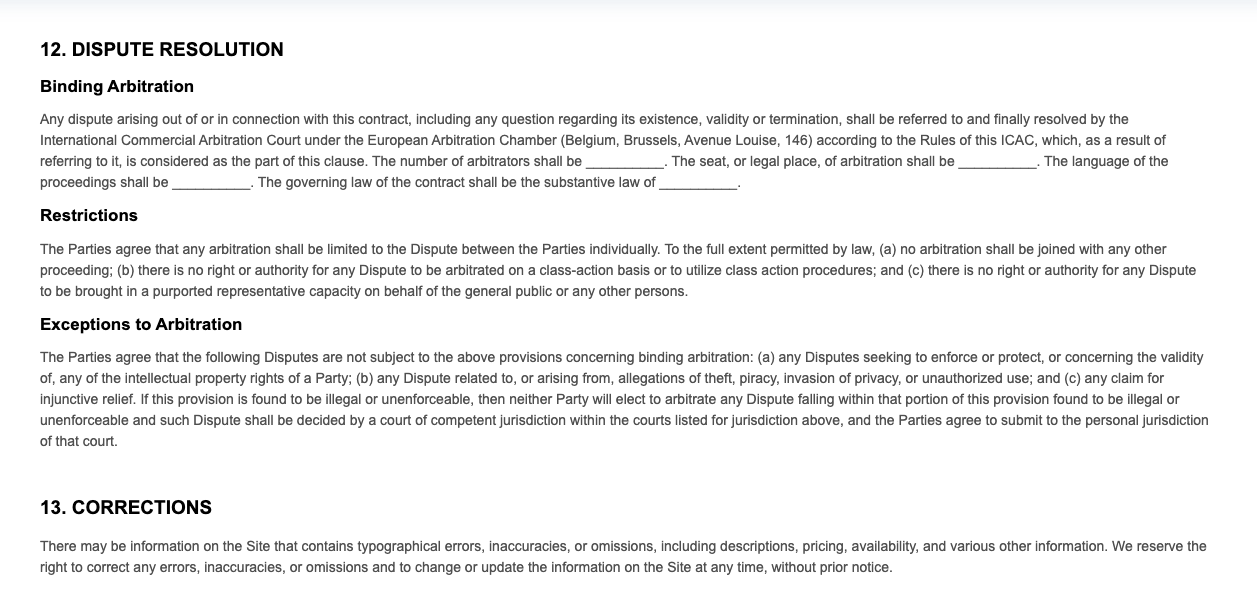 12. DISPUTE RESOLUTION
Binding Arbitration
Any dispute arising out of or in connection with this contract, including any question regarding its existence, validity or termination, shall be referred to and finally resolved by the
International Commercial Arbitration Court under the European Arbitration Chamber (Belgium, Brussels, Avenue Louise, 146) according to the Rules of this ICAC, which, as a result of
referring to it, is considered as the part of this clause. The number of arbitrators shall be __________. The seat, or legal place, of arbitration shall be __________. The language of the
proceedings shall be __________. The governing law of the contract shall be the substantive law of __________.
Restrictions
The Parties agree that any arbitration shall be limited to the Dispute between the Parties individually. To the full extent permitted by law, (a) no arbitration shall be joined with any other
proceeding; (b) there is no right or authority for any Dispute to be arbitrated on a class-action basis or to utilize class action procedures; and (c) there is no right or authority for any Dispute
to be brought in a purported representative capacity on behalf of the general public or any other persons.
Exceptions to Arbitration
The Parties agree that the following Disputes are not subject to the above provisions concerning binding arbitration: (a) any Disputes seeking to enforce or protect, or concerning the validity
of, any of the intellectual property rights of a Party; (b) any Dispute related to, or arising from, allegations of theft, piracy, invasion of privacy, or unauthorized use; and (c) any claim for
injunctive relief. If this provision is found to be illegal or unenforceable, then neither Party will elect to arbitrate any Dispute falling within that portion of this provision found to be illegal or
unenforceable and such Dispute shall be decided by a court of competent jurisdiction within the courts listed for jurisdiction above, and the Parties agree to submit to the personal jurisdiction
of that court.
13. CORRECTIONS
There may be information on the Site that contains typographical errors, inaccuracies, or omissions, including descriptions, pricing, availability, and various other information. We reserve the
right to correct any errors, inaccuracies, or omissions and to change or update the information on the Site at any time, without prior notice.